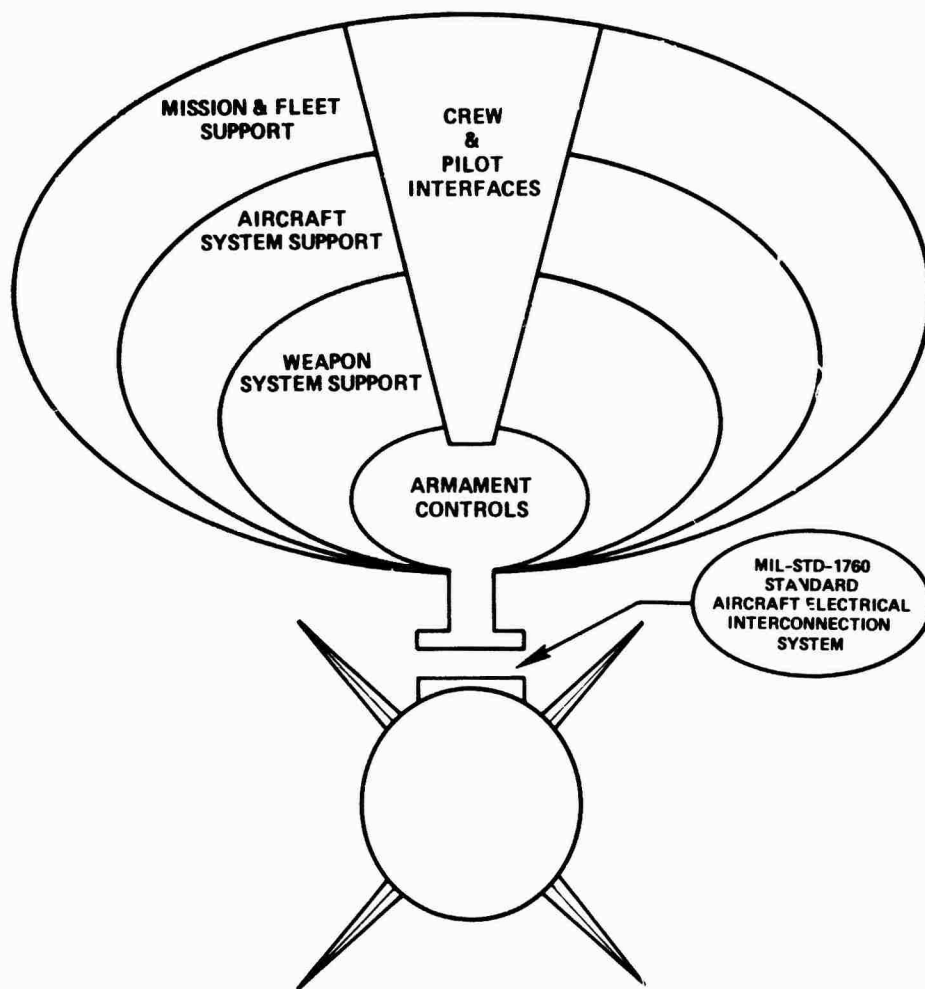 MISSION & FLEET
SUPPORT
CREW
&
PILOT
INTERFACES
AIRCRAFT
SYSTEM SUPPORT
WEAPON
SYSTEM SUPPORT
ARMAMENT
CONTROLS
MIL-STD-1760
STANDARD
AIRCRAFT ELECTRICAL
INTERCONNECTION
SYSTEM